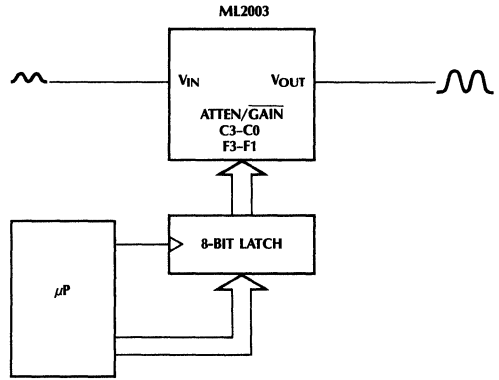 ML2003
VIN
VOUT
ATTEN/GAIN
C3-C0
F3-F1
8-BIT LATCH
μP